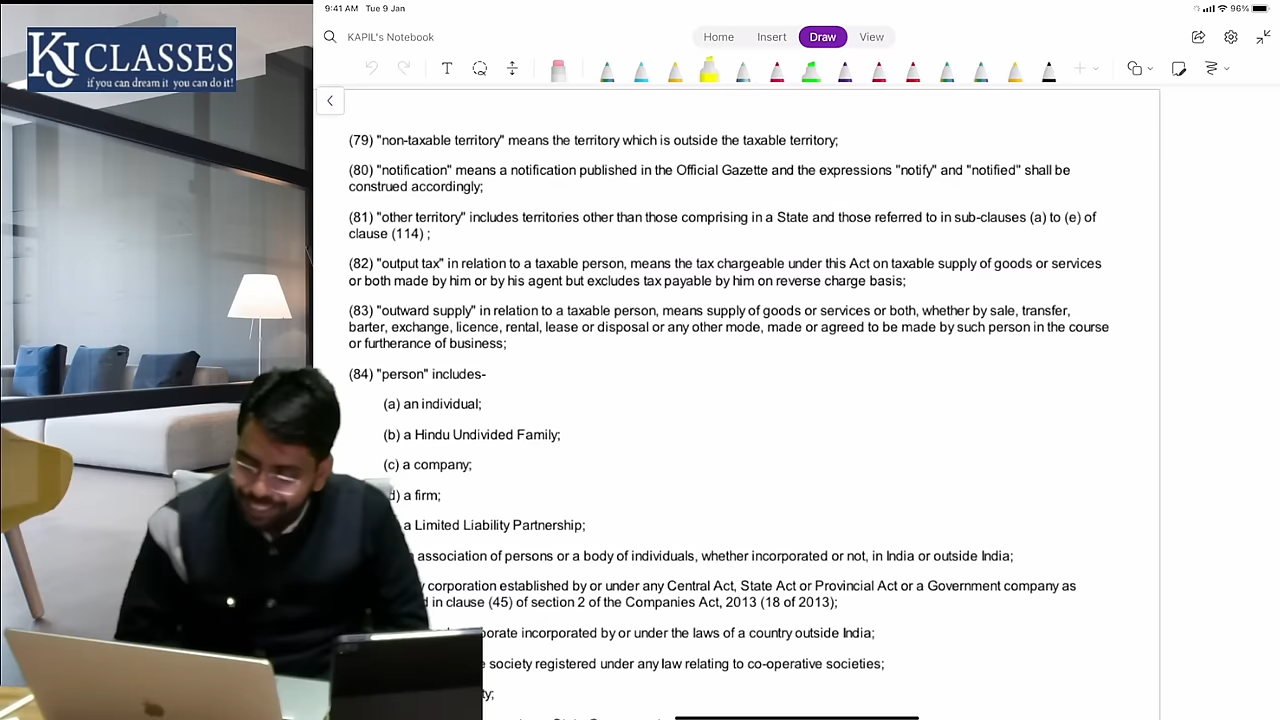 9:41 AM Tue 9 Jan
96%
KJ CLASSES
if you can dream it you can do it!
KAPIL's Notebook
Home Insert Draw View
T
(79) "non-taxable territory" means the territory which is outside the taxable territory;
(80) "notification" means a notification published in the Official Gazette and the expressions "notify" and "notified" shall be
construed accordingly;
(81) "other territory" includes territories other than those comprising in a State and those referred to in sub-clauses (a) to (e) of
clause (114) ;
(82) "output tax" in relation to a taxable person, means the tax chargeable under this Act on taxable supply of goods or services
or both made by him or by his agent but excludes tax payable by him on reverse charge basis;
(83) "outward supply" in relation to a taxable person, means supply of goods or services or both, whether by sale, transfer,
barter, exchange, licence, rental, lease or disposal or any other mode, made or agreed to be made by such person in the course
or furtherance of business;
(84) "person" includes-
(a) an individual;
(b) a Hindu Undivided Family;
(c) a company;
d) a firm;
a Limited Liability Partnership;
association of persons or a body of individuals, whether incorporated or not, in India or outside India;
corporation established by or under any Central Act, State Act or Provincial Act or a Government company as
in clause (45) of section 2 of the Companies Act, 2013 (18 of 2013);
incorporated by or under the laws of a country outside India;
society registered under any law relating to co-operative societies;